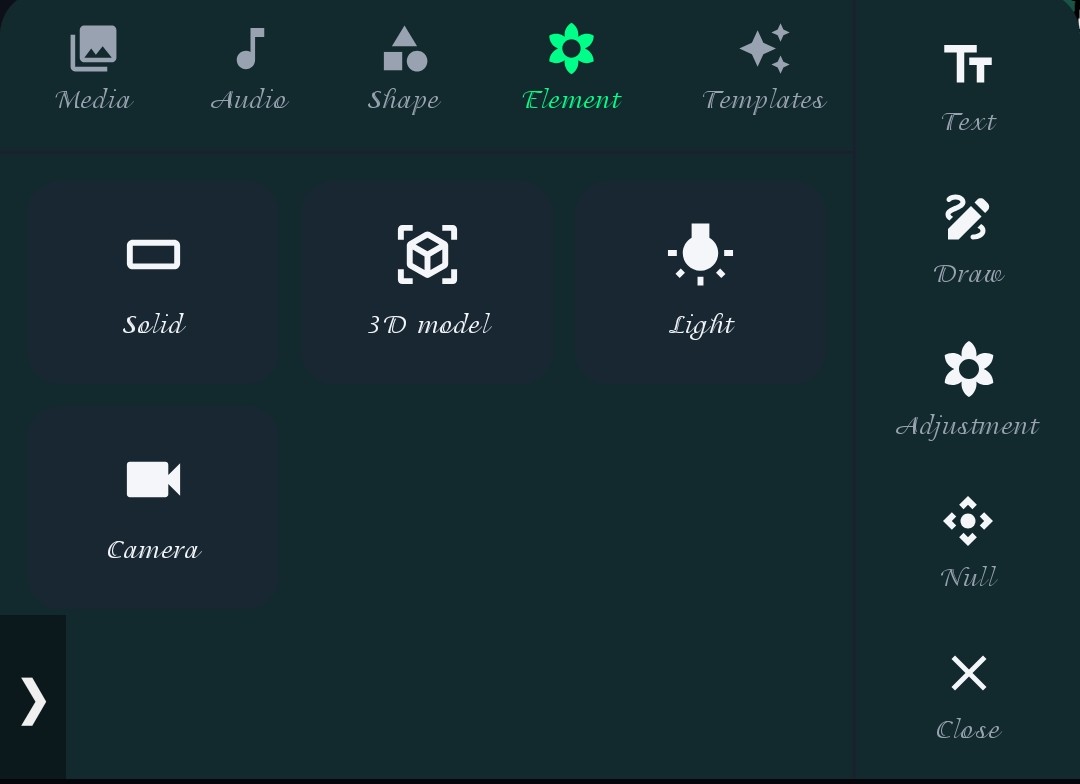 Media
Audio
Shape
Element
Templates
Text
Solid
3D model
Light
Draw
Adjustment
Camera
Null
Close